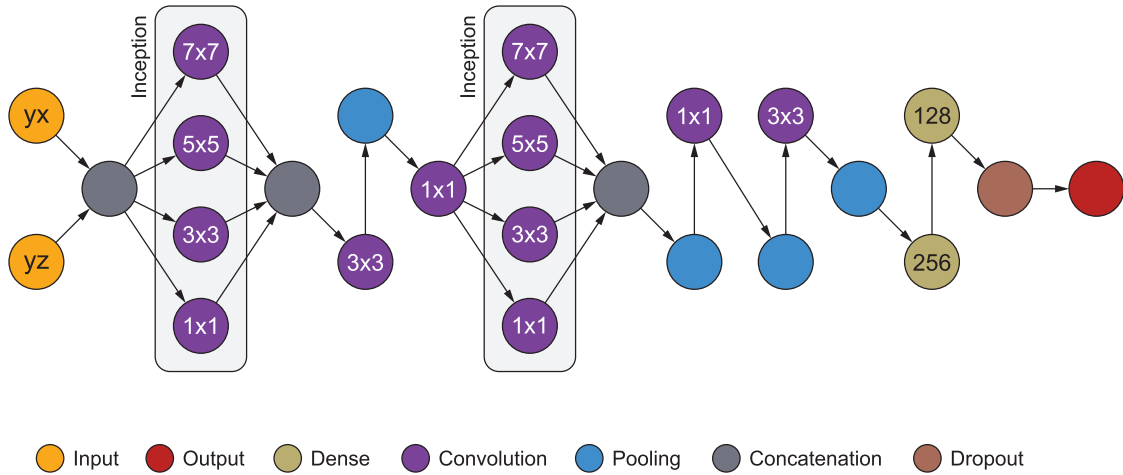 Inception
7x7
Inception
7x7
yx
1x1
3x3
128
5x5
5x5
1x1
3x3
3x3
yz
3x3
256
1x1
1x1
Input
Output
Dense
Convolution
Pooling
Concatenation
Dropout